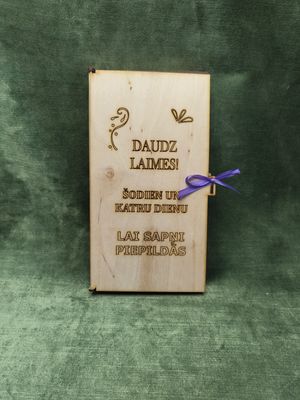 DAUDZ
LAIMES!
ŠODIEN UN
KATRU DIENU
LAI SAPŅI
PIEPILDĀS